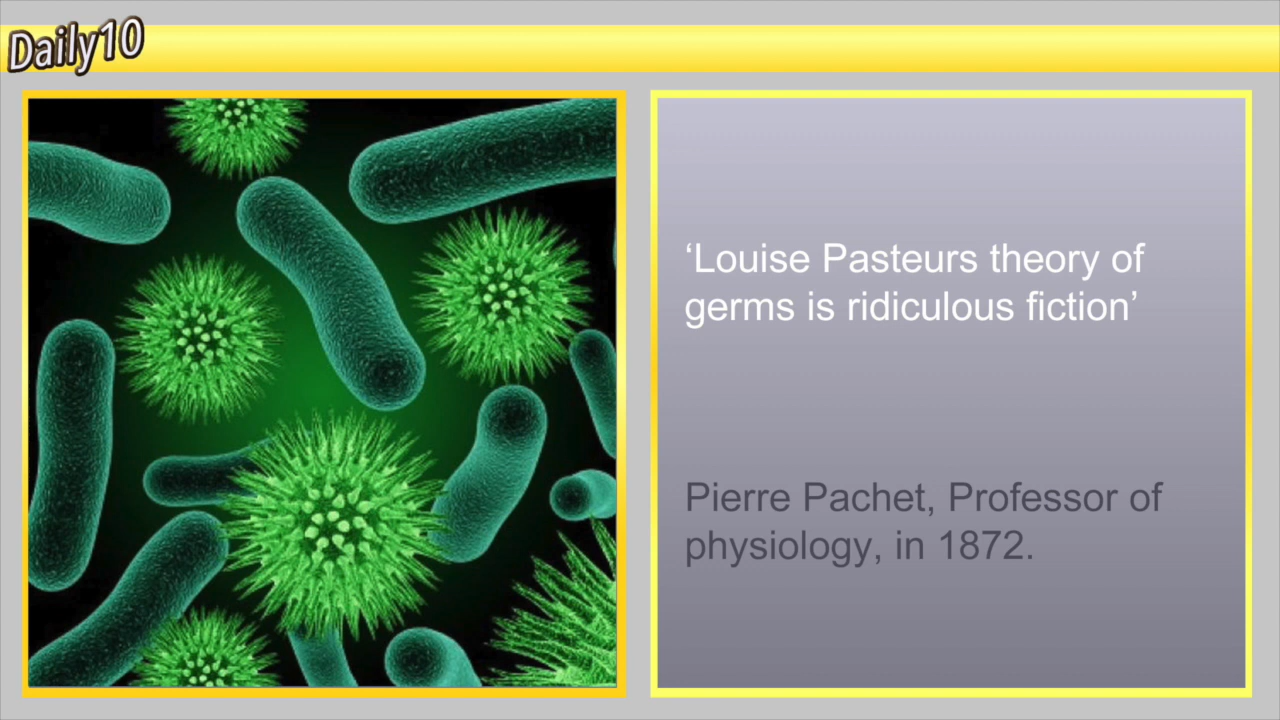 Daily10
‘Louise Pasteurs theory of
germs is ridiculous fiction’
Pierre Pachet, Professor of
physiology, in 1872.